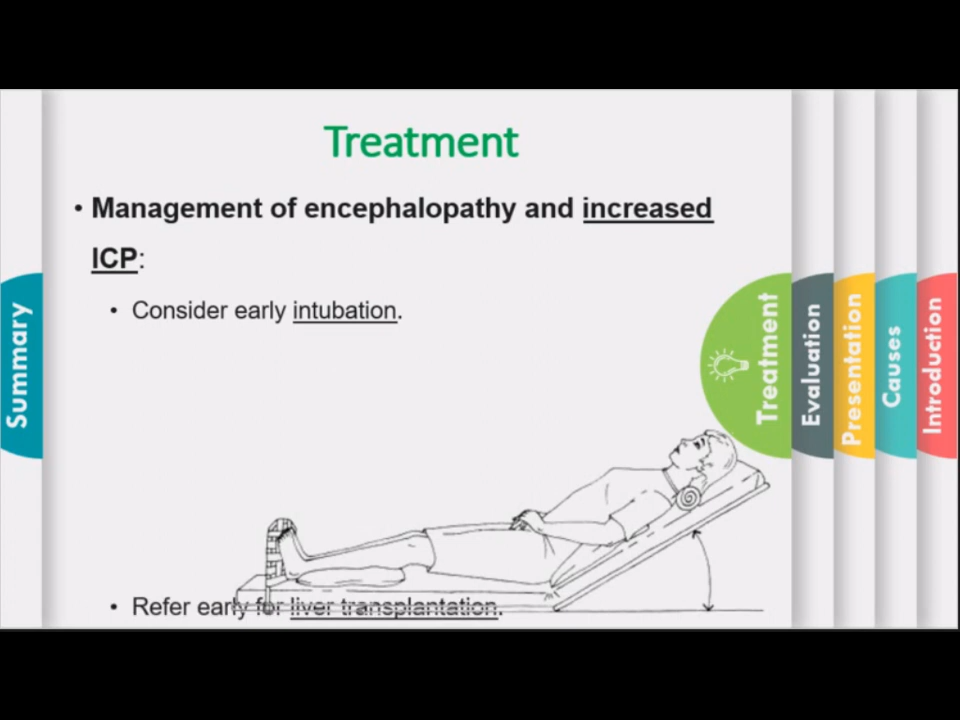 Treatment
• Management of encephalopathy and increased
ICP:
• Consider early intubation.
• Refer early for liver transplantation.
Summary
Treatment
Evaluation
Presentation
Causes
Introduction